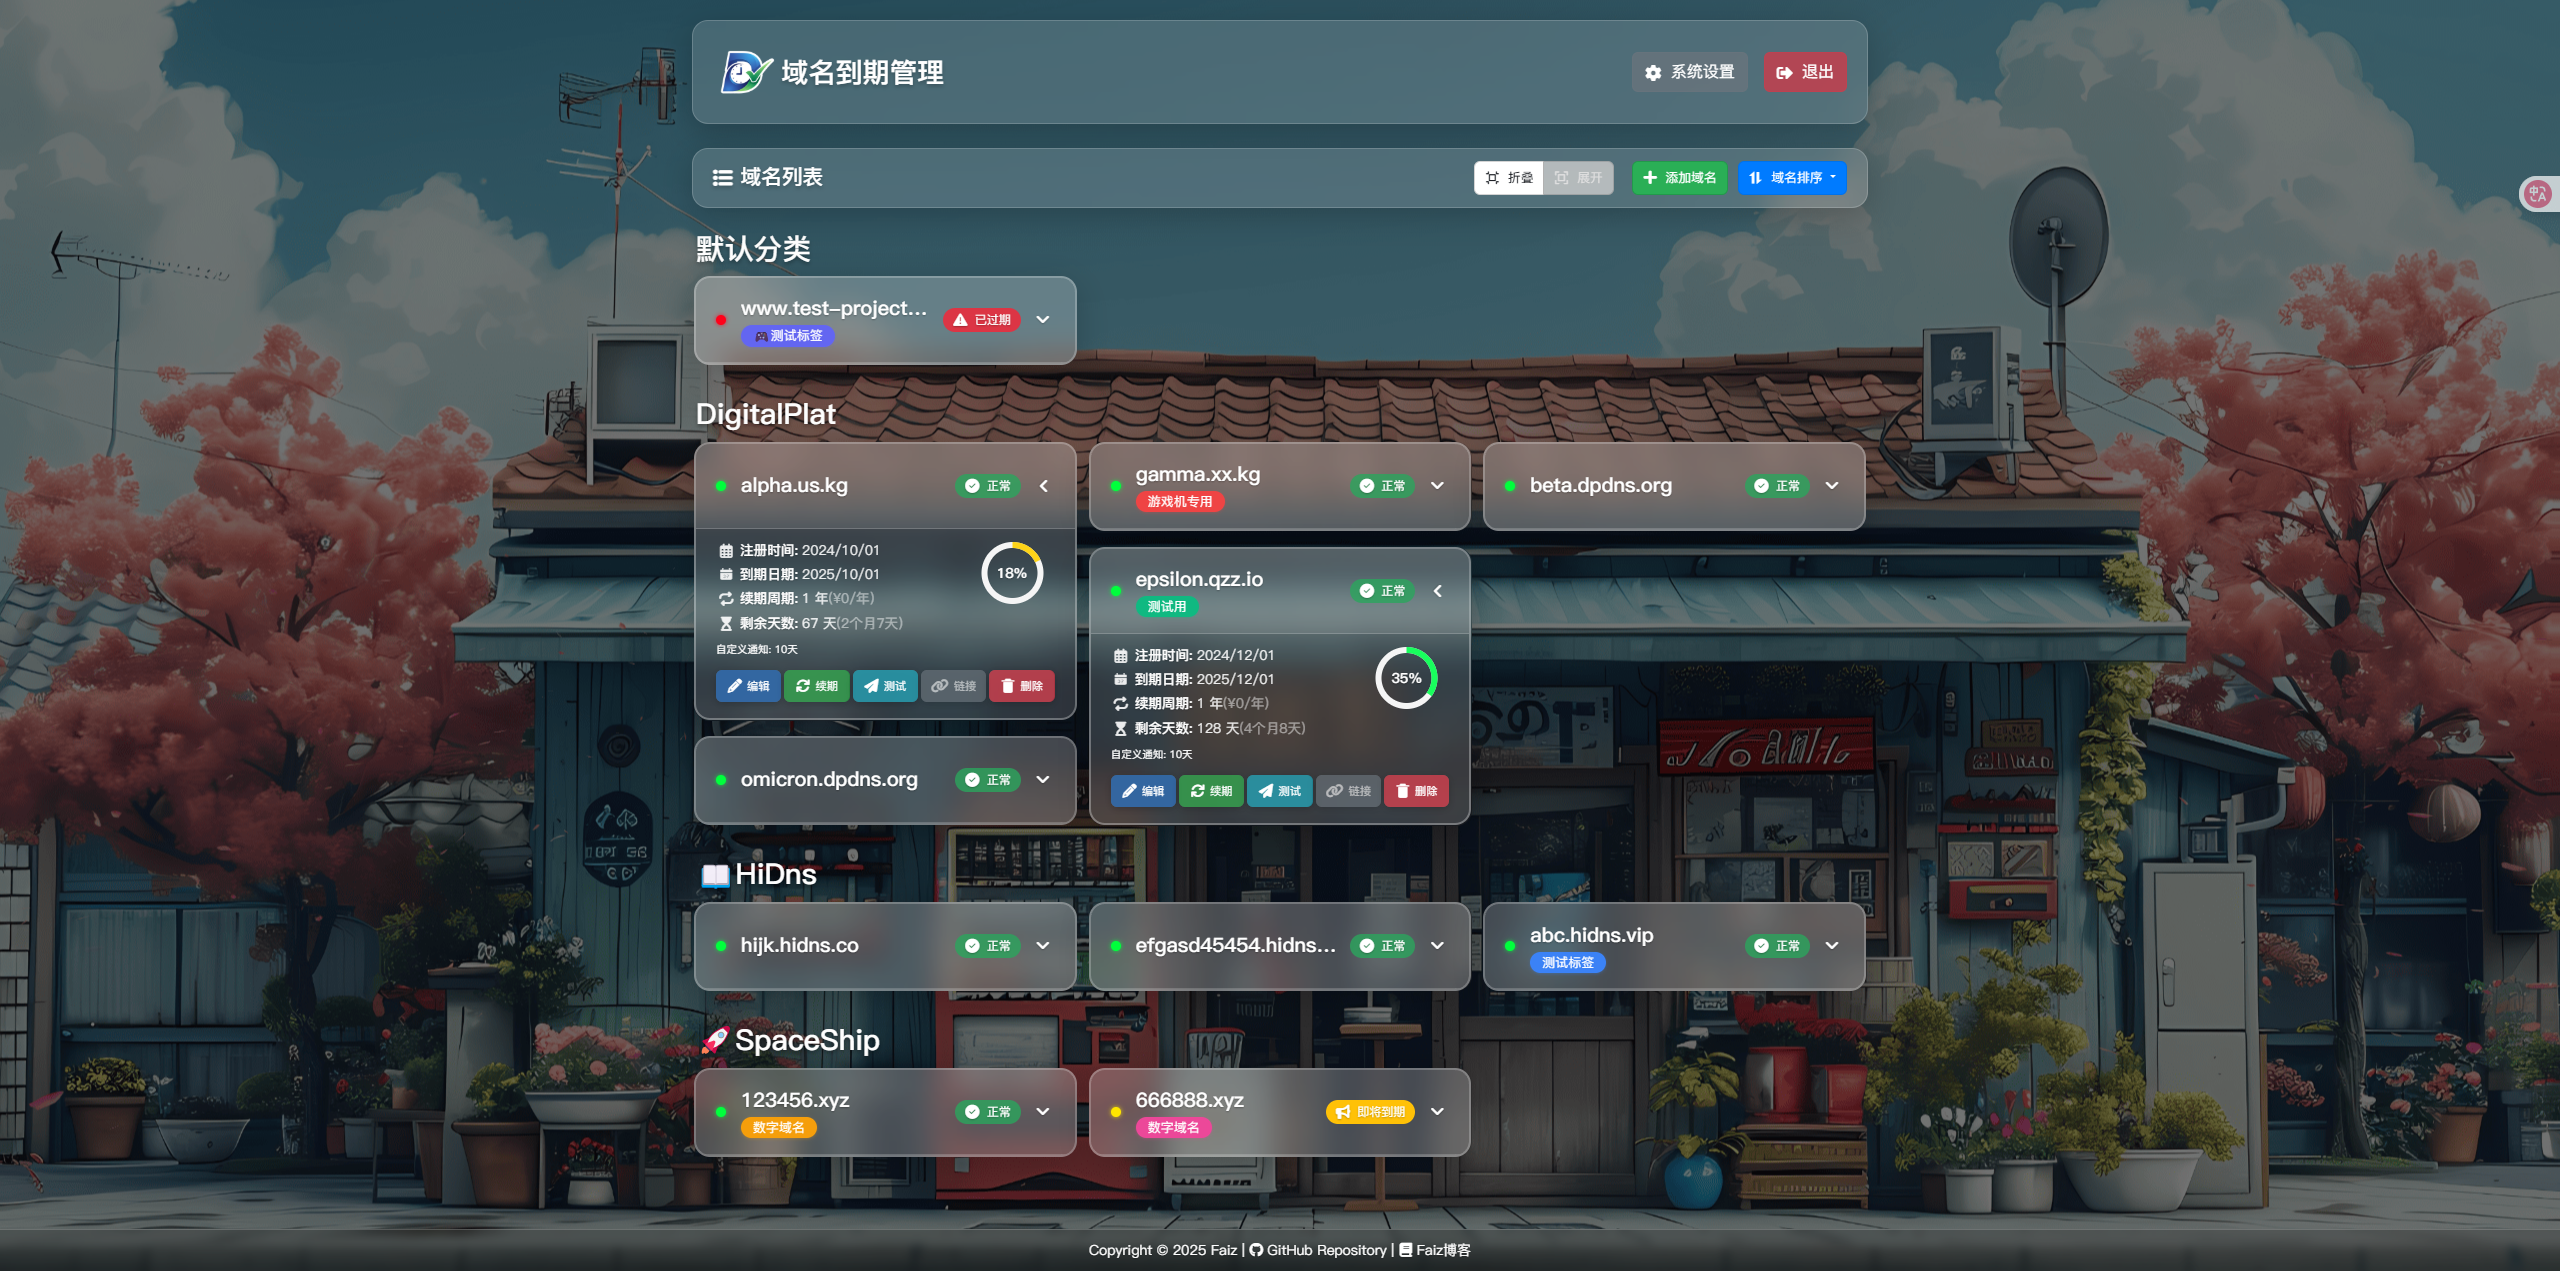 域名到期管理
系统设置
退出
域名列表
折叠
展开
添加域名
域名排序
默认分类
www.test-project...
测试标签
已过期
DigitalPlat
alpha.us.kg
正常
注册时间: 2024/10/01
到期日期: 2025/10/01
续期周期: 1 年(¥0/年)
剩余天数: 67 天(2个月7天)
18%
自定义通知: 10天
编辑
续期
测试
链接
删除
gamma.xx.kg
游戏机专用
正常
beta.dpdns.org
正常
epsilon.qzz.io
测试用
正常
注册时间: 2024/12/01
到期日期: 2025/12/01
续期周期: 1 年(¥0/年)
剩余天数: 128 天(4个月8天)
35%
自定义通知: 10天
编辑
续期
测试
链接
删除
omicron.dpdns.org
正常
HiDns
hijk.hidns.co
正常
efgasd45454.hidns...
正常
abc.hidns.vip
测试标签
正常
SpaceShip
123456.xyz
数字域名
正常
666888.xyz
数字域名
即将到期
Copyright © 2025 Faiz | GitHub Repository | Faiz博客